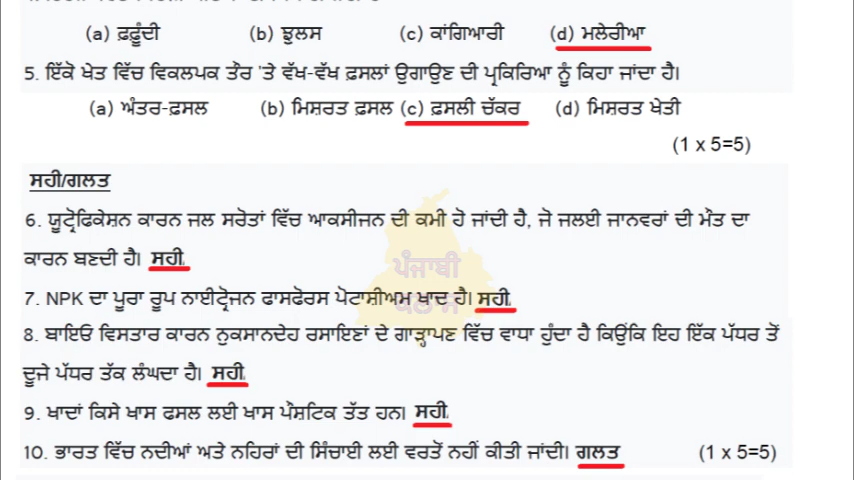 (a) ਫ਼ਫ਼ੂੰਦੀ (b) ਝੁਲਸ (c) ਕਾਂਗਿਆਰੀ (d) ਮਲੇਰੀਆ
5. ਇੱਕੋ ਖੇਤ ਵਿੱਚ ਵਿਕਲਪਕ ਤੌਰ 'ਤੇ ਵੱਖ-ਵੱਖ ਫ਼ਸਲਾਂ ਉਗਾਉਣ ਦੀ ਪ੍ਰਕਿਰਿਆ ਨੂੰ ਕਿਹਾ ਜਾਂਦਾ ਹੈ।
(a) ਅੰਤਰ-ਫ਼ਸਲ (b) ਮਿਸ਼ਰਤ ਫ਼ਸਲ (c) ਫ਼ਸਲੀ ਚੱਕਰ (d) ਮਿਸ਼ਰਤ ਖੇਤੀ
(1 x 5=5)
ਸਹੀ/ਗਲਤ
6. ਯੂਟ੍ਰੋਫਿਕੇਸ਼ਨ ਕਾਰਨ ਜਲ ਸਰੋਤਾਂ ਵਿੱਚ ਆਕਸੀਜਨ ਦੀ ਕਮੀ ਹੋ ਜਾਂਦੀ ਹੈ, ਜੋ ਜਲਈ ਜਾਨਵਰਾਂ ਦੀ ਮੌਤ ਦਾ
ਕਾਰਨ ਬਣਦੀ ਹੈ। ਸਹੀ.
ਪੰਜਾਬੀ
7. NPK ਦਾ ਪੂਰਾ ਰੂਪ ਨਾਈਟ੍ਰੋਜਨ ਫਾਸਫੋਰਸ ਪੋਟਾਸ਼ੀਅਮ ਖਾਦ ਹੈ। ਸਹੀ.
8. ਬਾਇਓ ਵਿਸਤਾਰ ਕਾਰਨ ਨੁਕਸਾਨਦੇਹ ਰਸਾਇਣਾਂ ਦੇ ਗਾੜ੍ਹਾਪਣ ਵਿੱਚ ਵਾਧਾ ਹੁੰਦਾ ਹੈ ਕਿਉਂਕਿ ਇਹ ਇੱਕ ਪੱਧਰ ਤੋਂ
ਦੂਜੇ ਪੱਧਰ ਤੱਕ ਲੰਘਦਾ ਹੈ। ਸਹੀ.
9. ਖਾਦਾਂ ਕਿਸੇ ਖਾਸ ਫਸਲ ਲਈ ਖਾਸ ਪੌਸ਼ਟਿਕ ਤੱਤ ਹਨ। ਸਹੀ.
10. ਭਾਰਤ ਵਿੱਚ ਨਦੀਆਂ ਅਤੇ ਨਹਿਰਾਂ ਦੀ ਸਿੰਚਾਈ ਲਈ ਵਰਤੋਂ ਨਹੀਂ ਕੀਤੀ ਜਾਂਦੀ। ਗਲਤ (1 x 5=5)